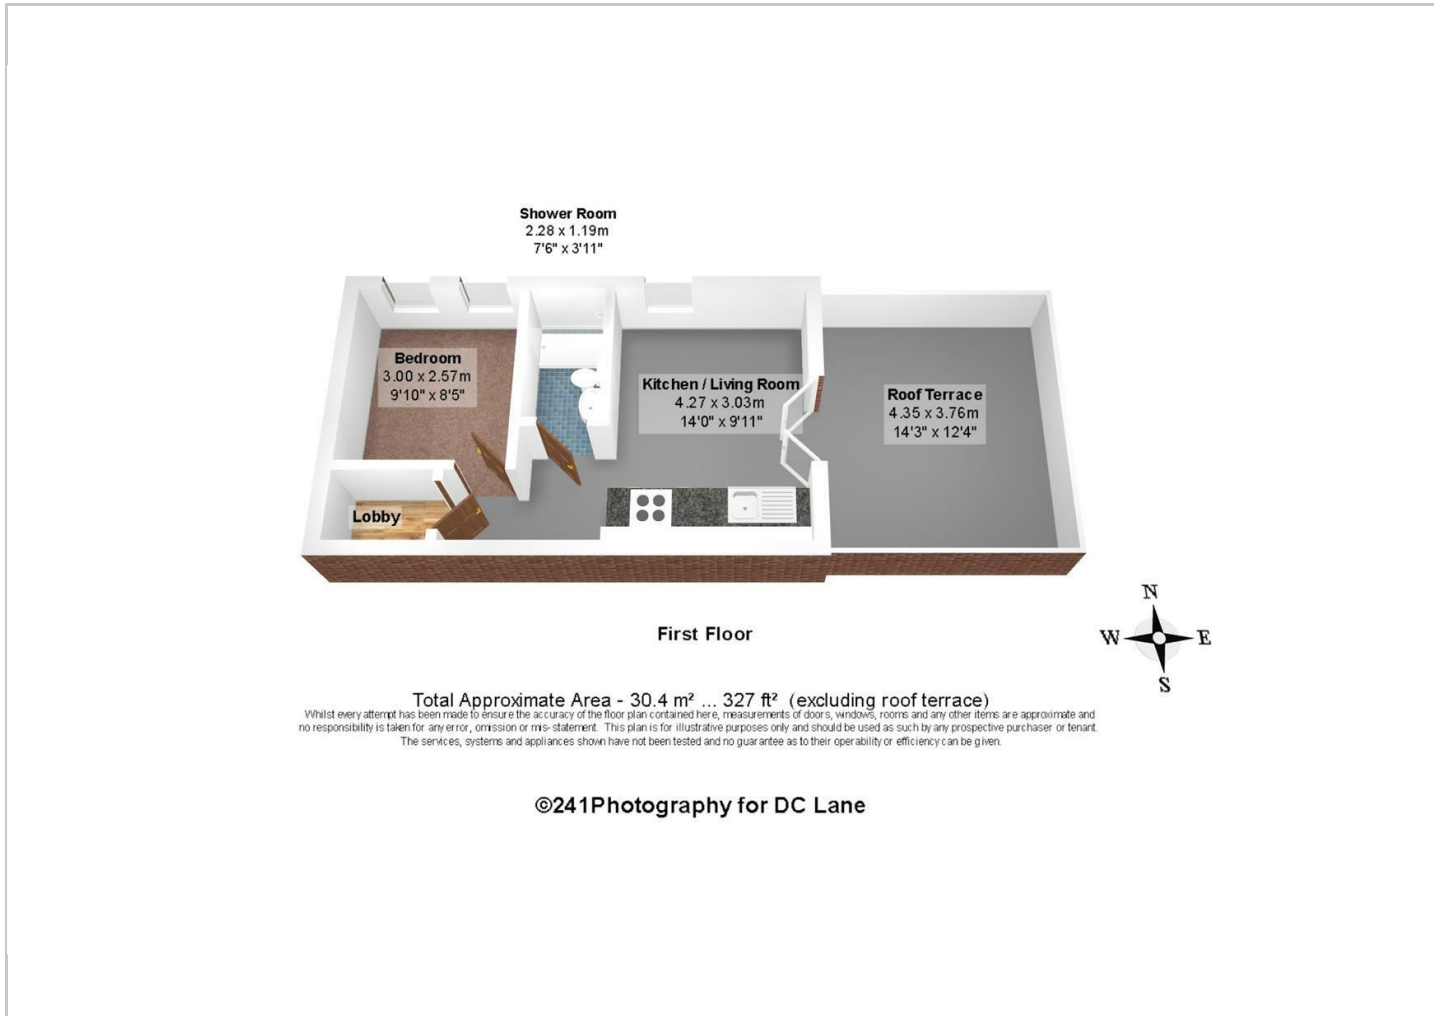 Shower Room
2.28 x 1.19m
7'6" x 3'11"
Bedroom
3.00 x 2.57m
9'10" x 8'5"
Kitchen / Living Room
4.27 x 3.03m
14'0" x 9'11"
Roof Terrace
4.35 x 3.76m
14'3" x 12'4"
Lobby
First Floor
N
W E
S
Total Approximate Area - 30.4 m² ... 327 ft² (excluding roof terrace)
Whilst every attempt has been made to ensure the accuracy of the floor plan contained here, measurements of doors, windows, rooms and any other items are approximate and
no responsibility is taken for any error, omission or mis-statement. This plan is for illustrative purposes only and should be used as such by any prospective purchaser or tenant.
The services, systems and appliances shown have not been tested and no guarantee as to their operability or efficiency can be given.
©241Photography for DC Lane